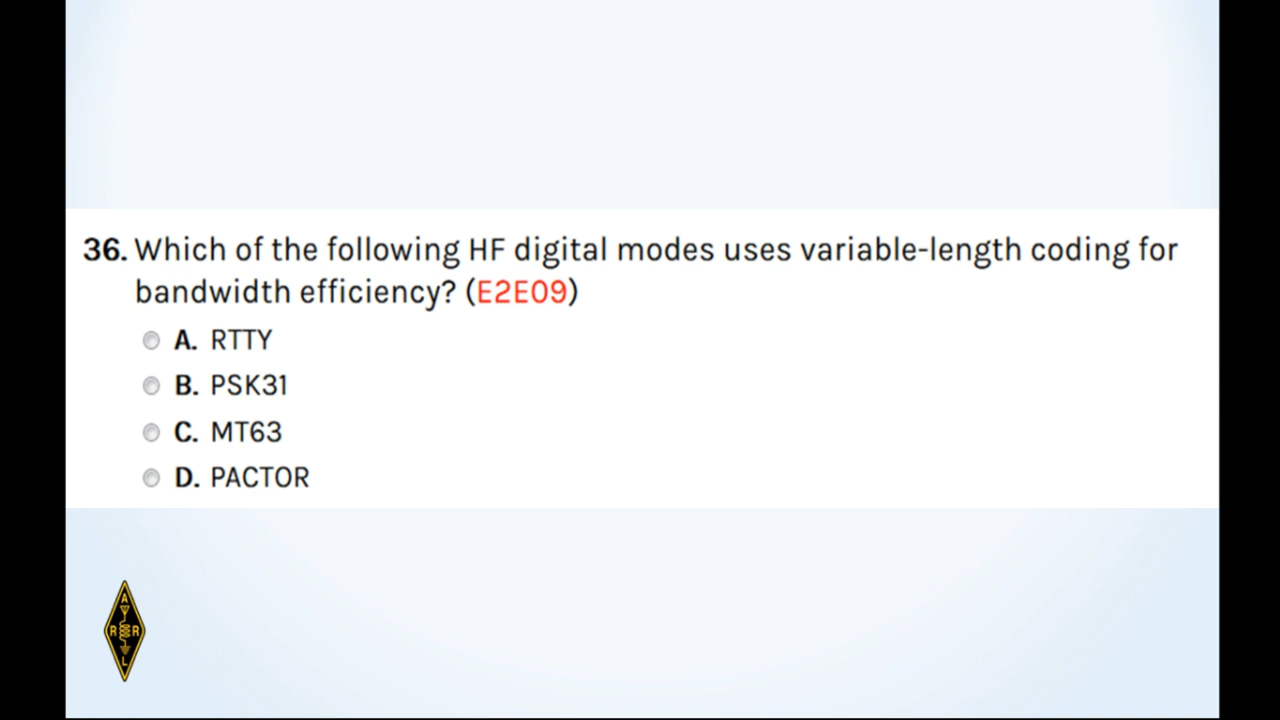 36. Which of the following HF digital modes uses variable-length coding for
bandwidth efficiency? (E2E09)
A. RTTY
B. PSK31
C. MT63
D. PACTOR
A
R R
L